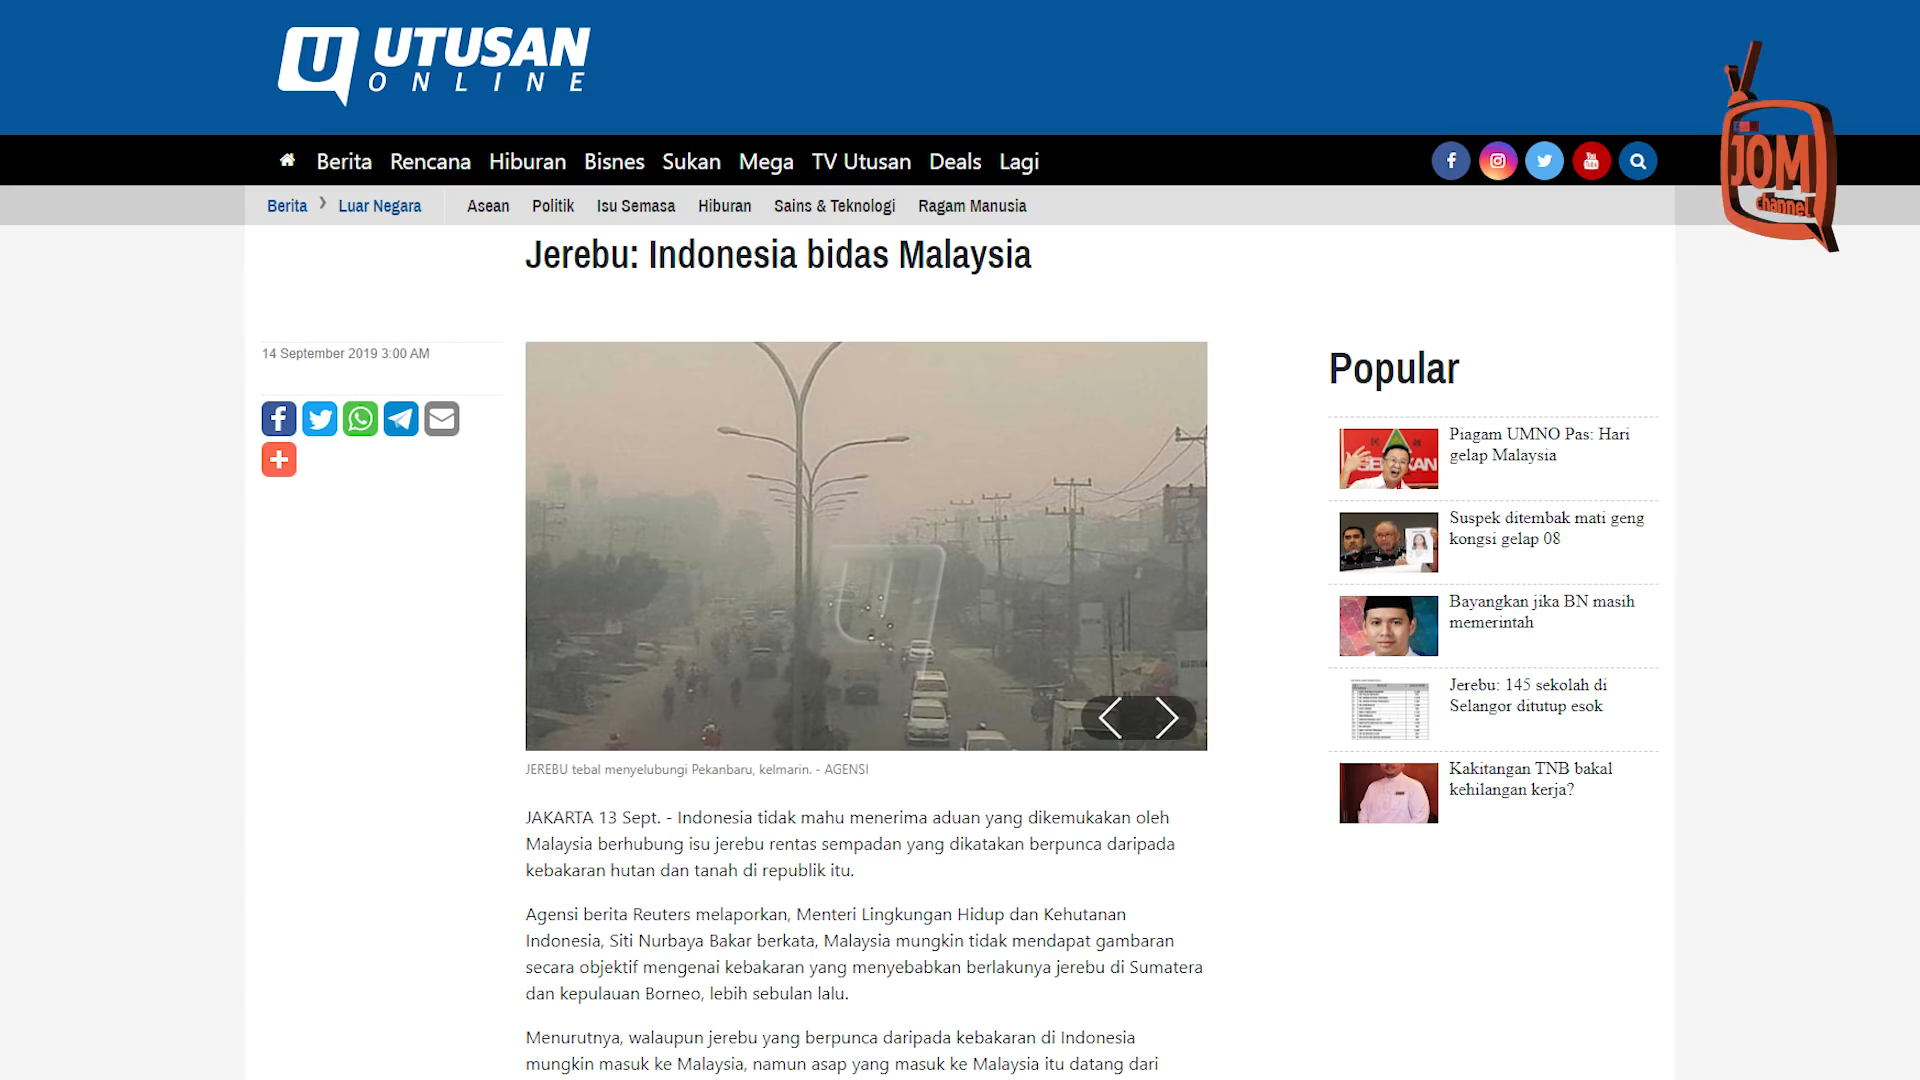 UTUSAN
ONLINE
JOM
channel
Berita Rencana Hiburan Bisnes Sukan Mega TV Utusan Deals Lagi
Berita Luar Negara Asean Politik Isu Semasa Hiburan Sains & Teknologi Ragam Manusia
Jerebu: Indonesia bidas Malaysia
14 September 2019 3:00 AM
JEREBU tebal menyelubungi Pekanbaru, kelmarin. - AGENSI
JAKARTA 13 Sept. - Indonesia tidak mahu menerima aduan yang dikemukakan oleh
Malaysia berhubung isu jerebu rentas sempadan yang dikatakan berpunca daripada
kebakaran hutan dan tanah di republik itu.
Agensi berita Reuters melaporkan, Menteri Lingkungan Hidup dan Kehutanan
Indonesia, Siti Nurbaya Bakar berkata, Malaysia mungkin tidak mendapat gambaran
secara objektif mengenai kebakaran yang menyebabkan berlakunya jerebu di Sumatera
dan kepulauan Borneo, lebih sebulan lalu.
Menurutnya, walaupun jerebu yang berpunca daripada kebakaran di Indonesia
mungkin masuk ke Malaysia, namun asap yang masuk ke Malaysia itu datang dari
Popular
Piagam UMNO Pas: Hari
gelap Malaysia
Suspek ditembak mati geng
kongsi gelap 08
Bayangkan jika BN masih
memerintah
Jerebu: 145 sekolah di
Selangor ditutup esok
Kakitangan TNB bakal
kehilangan kerja?